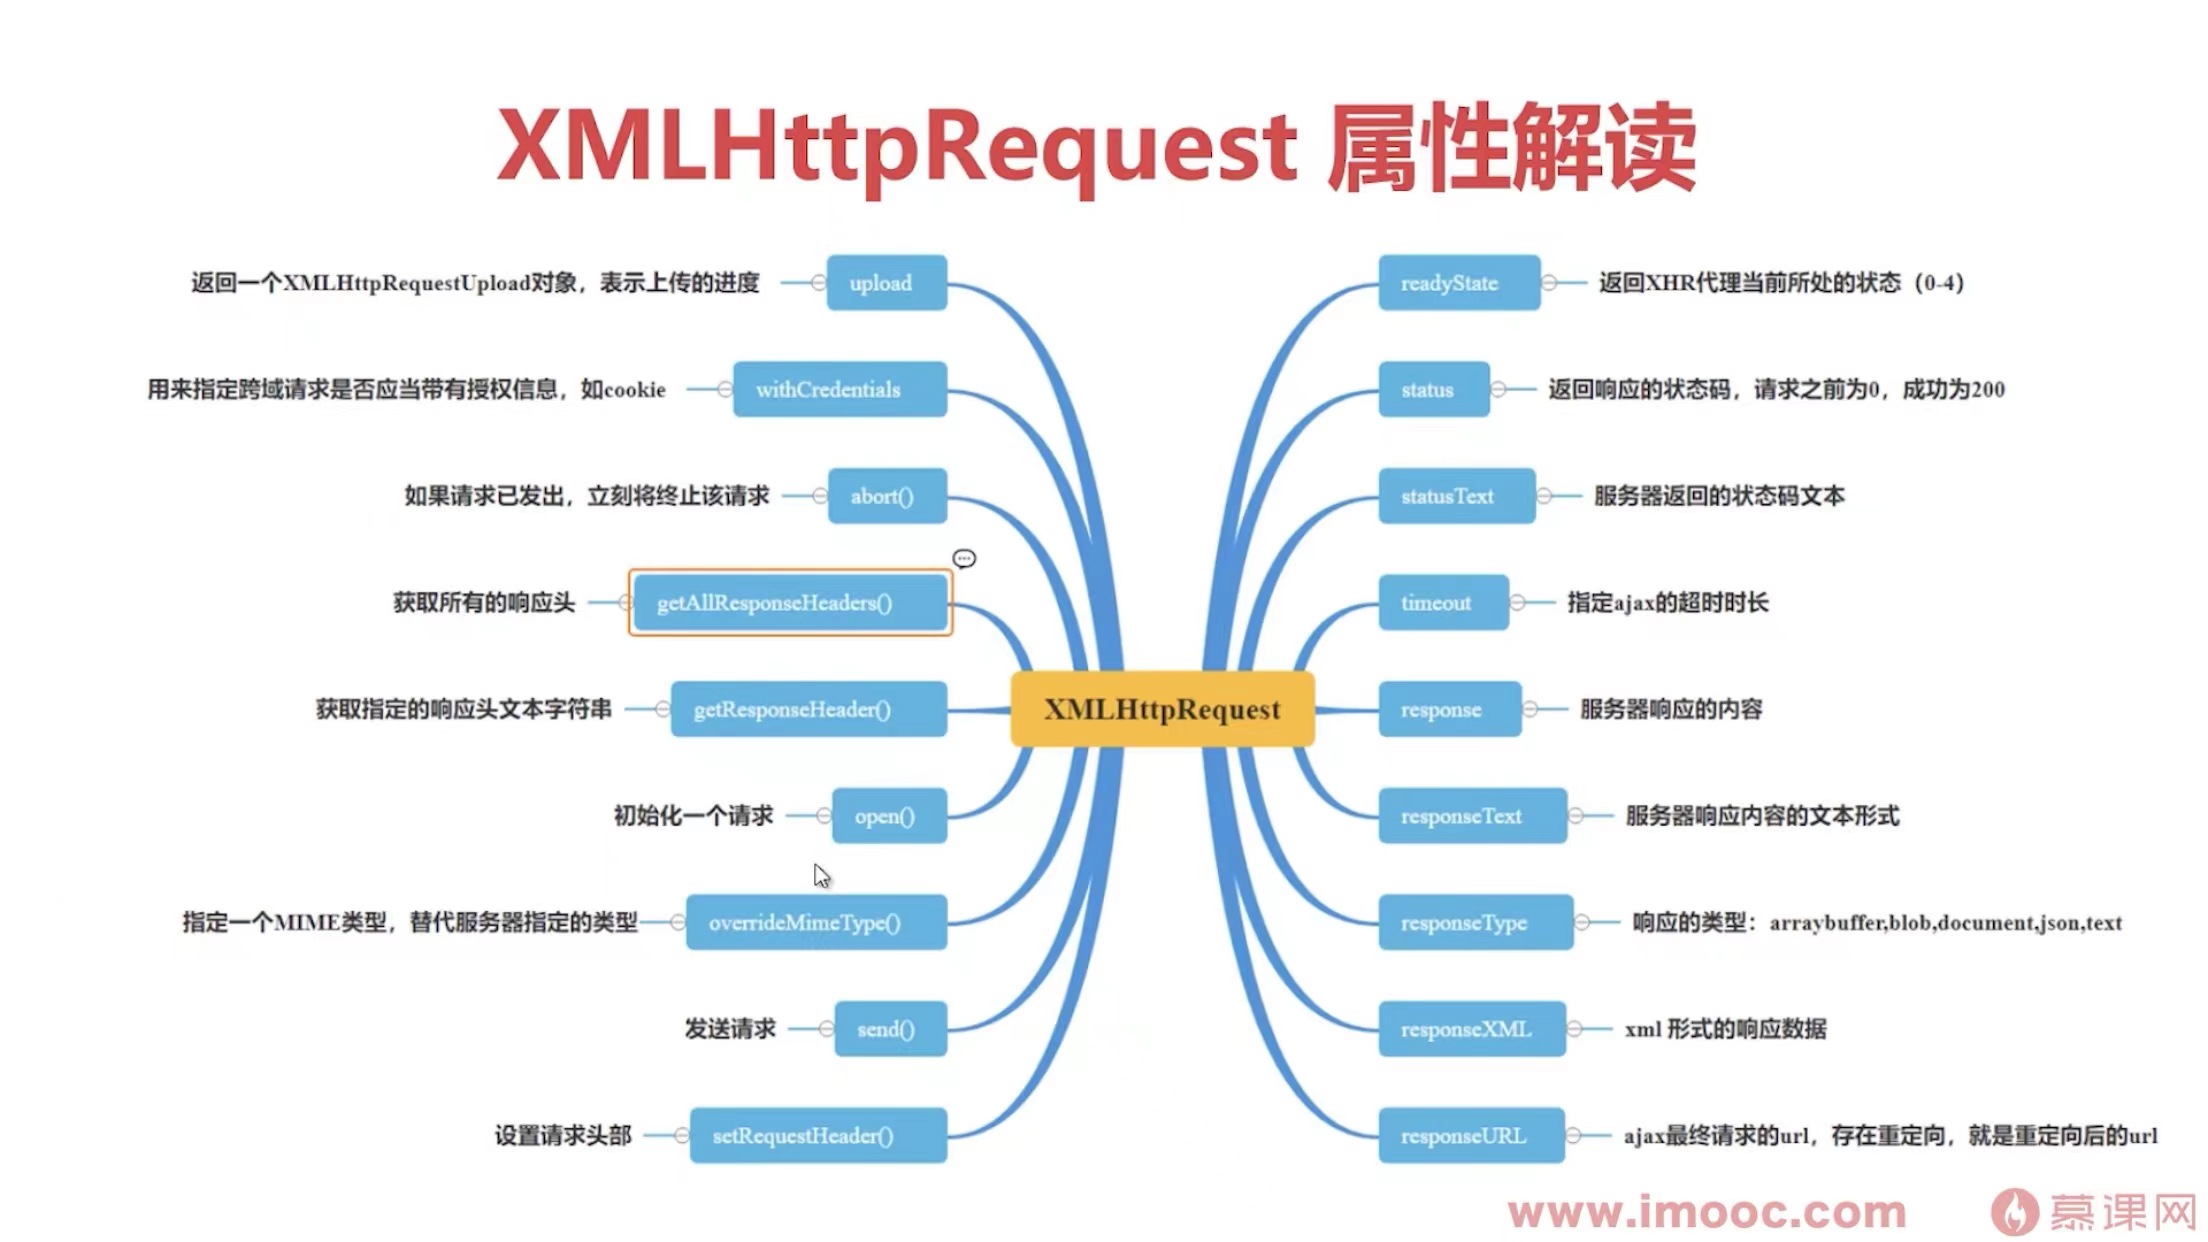 XMLHttpRequest 属性解读
返回一个XMLHttpRequestUpload对象，表示上传的进度
upload
用来指定跨域请求是否应当带有授权信息，如cookie
withCredentials
如果请求已发出，立刻将终止该请求
abort()
获取所有的响应头
getAllResponseHeaders()
获取指定的响应头文本字符串
getResponseHeader()
初始化一个请求
open()
指定一个MIME类型，替代服务器指定的类型
overrideMimeType()
发送请求
send()
设置请求头部
setRequestHeader()
XMLHttpRequest
readyState
返回XHR代理当前所处的状态（0-4）
status
返回响应的状态码，请求之前为0，成功为200
statusText
服务器返回的状态码文本
timeout
指定ajax的超时时长
response
服务器响应的内容
responseText
服务器响应内容的文本形式
responseType
响应的类型：arraybuffer,blob,document,json,text
responseXML
xml 形式的响应数据
responseURL
ajax最终请求的url，存在重定向，就是重定向后的url
www.imooc.com 慕课网